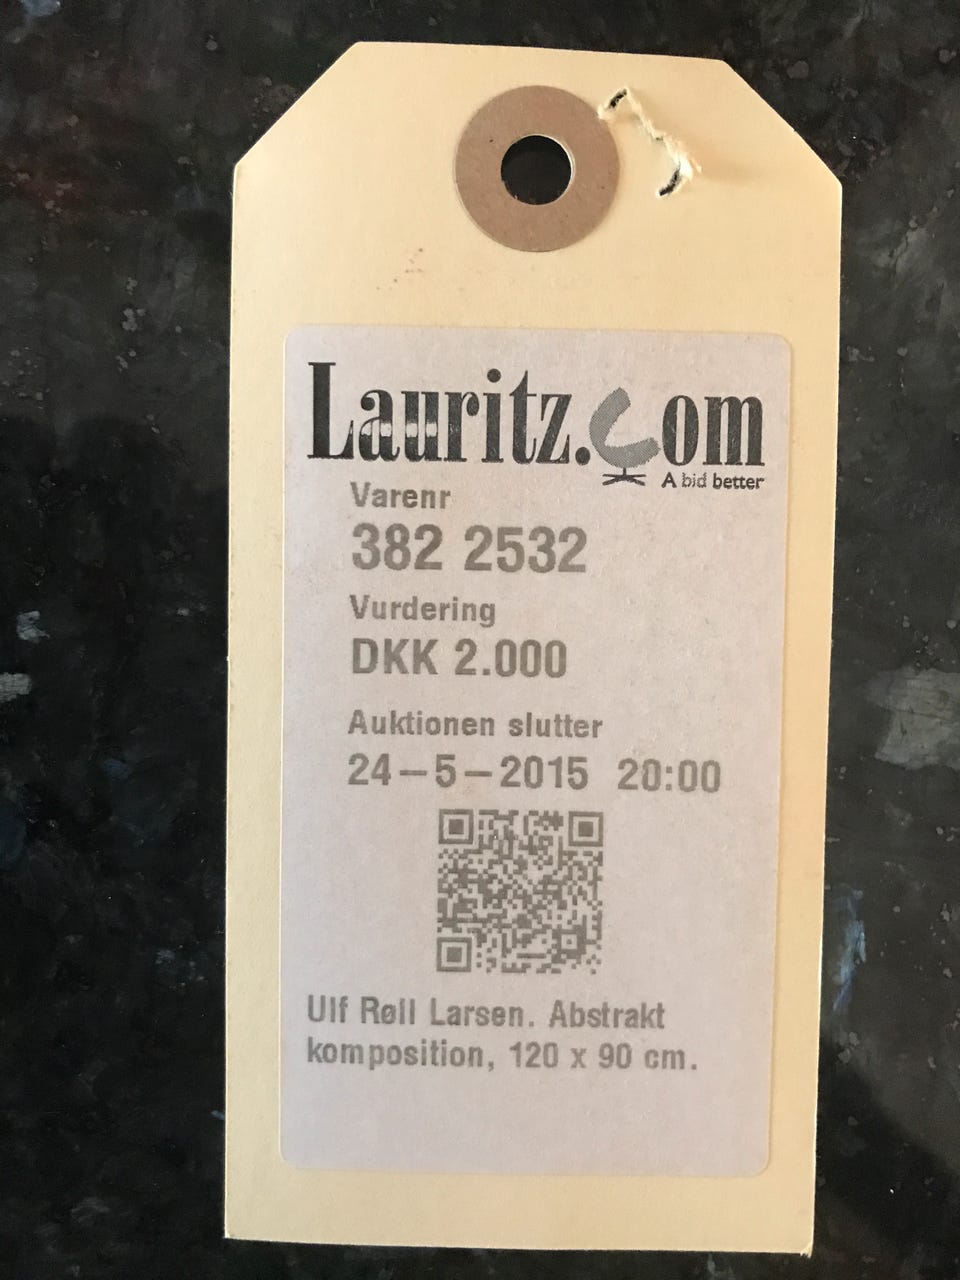 Lauritz.Com
A bid better
Varenr
382 2532
Vurdering
DKK 2.000
Auktionen slutter
24-5-2015 20:00
Ulf Røll Larsen. Abstrakt
komposition, 120 x 90 cm.